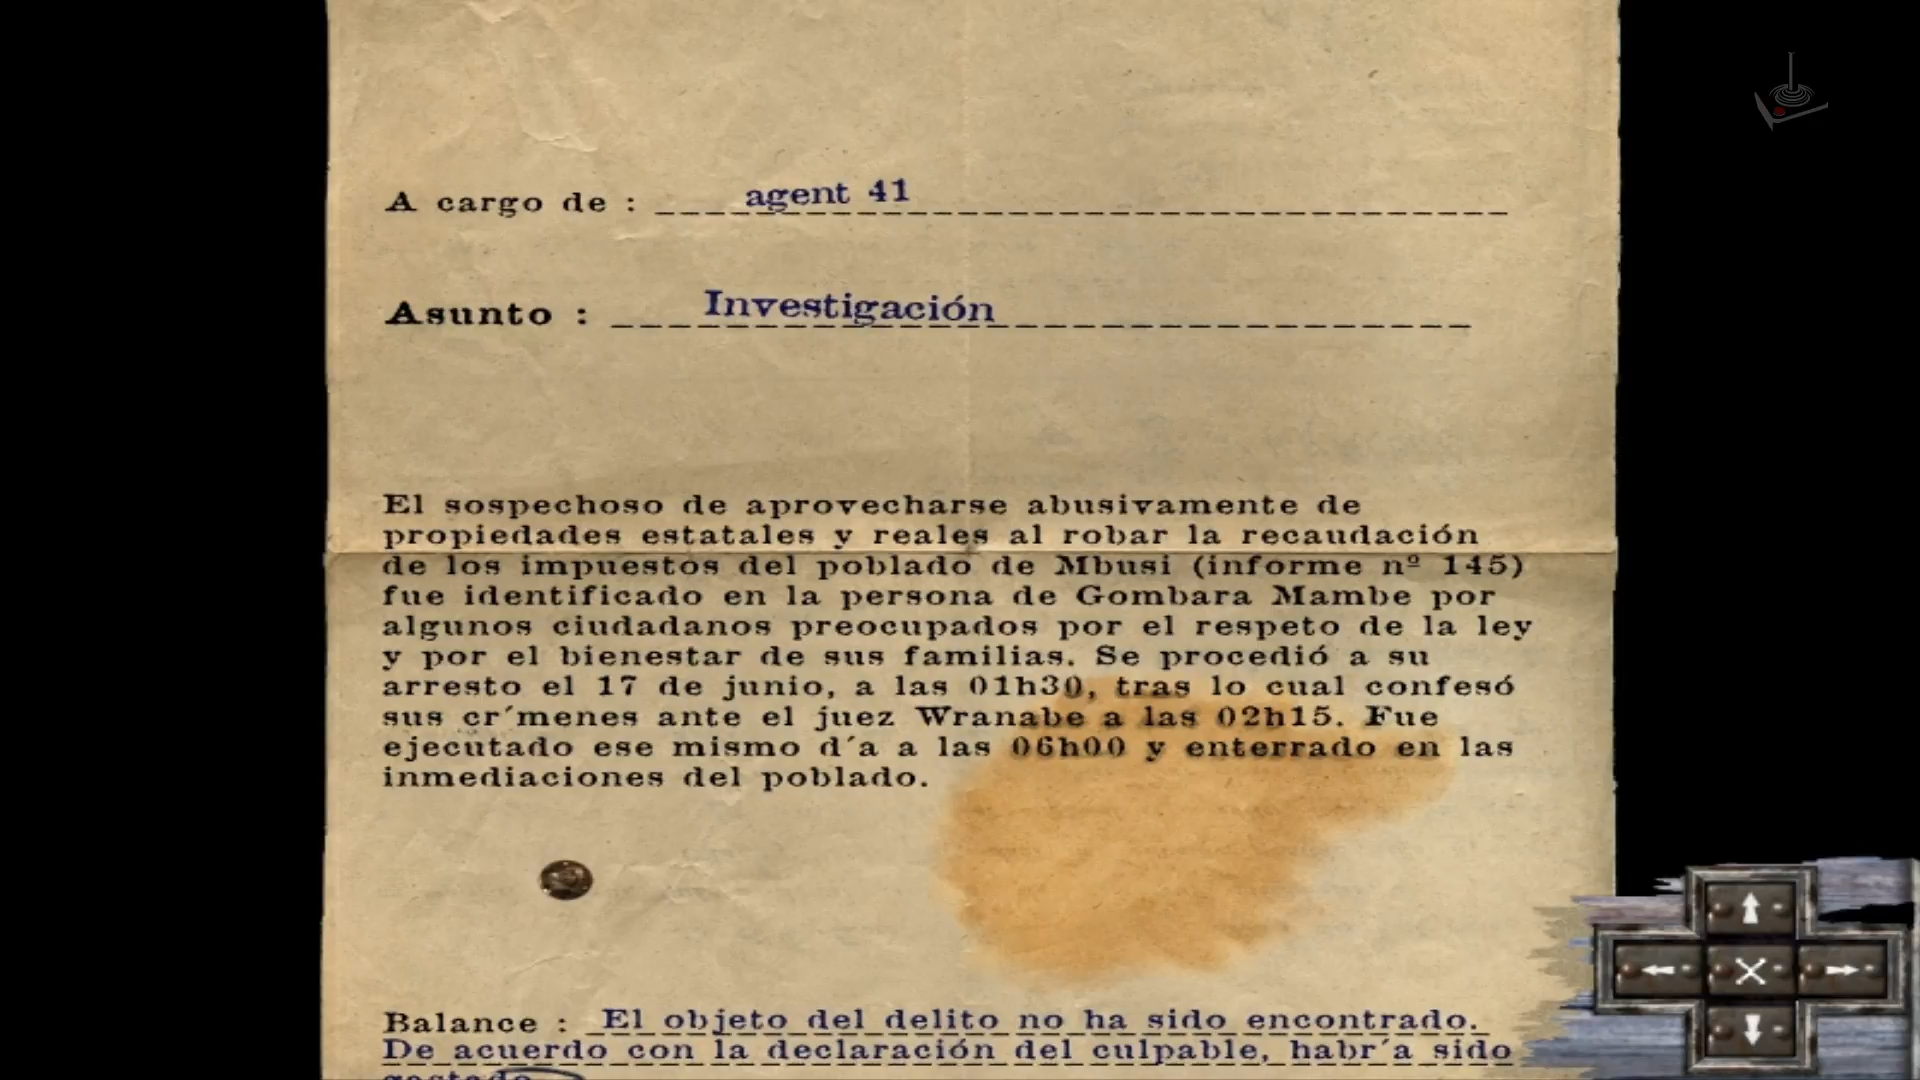 A cargo de : agent 41
Asunto : Investigación
El sospechoso de aprovecharse abusivamente de
propiedades estatales y reales al robar la recaudación
de los impuestos del poblado de Mbusi (informe nº 145)
fue identificado en la persona de Gombara Mambe por
algunos ciudadanos preocupados por el respeto de la ley
y por el bienestar de sus familias. Se procedió a su
arresto el 17 de junio, a las 01h30, tras lo cual confesó
sus cr´menes ante el juez Wranabe a las 02h15. Fue
ejecutado ese mismo d´a a las 06h00 y enterrado en las
inmediaciones del poblado.
Balance : El objeto del delito no ha sido encontrado.
De acuerdo con la declaración del culpable, habr´a sido